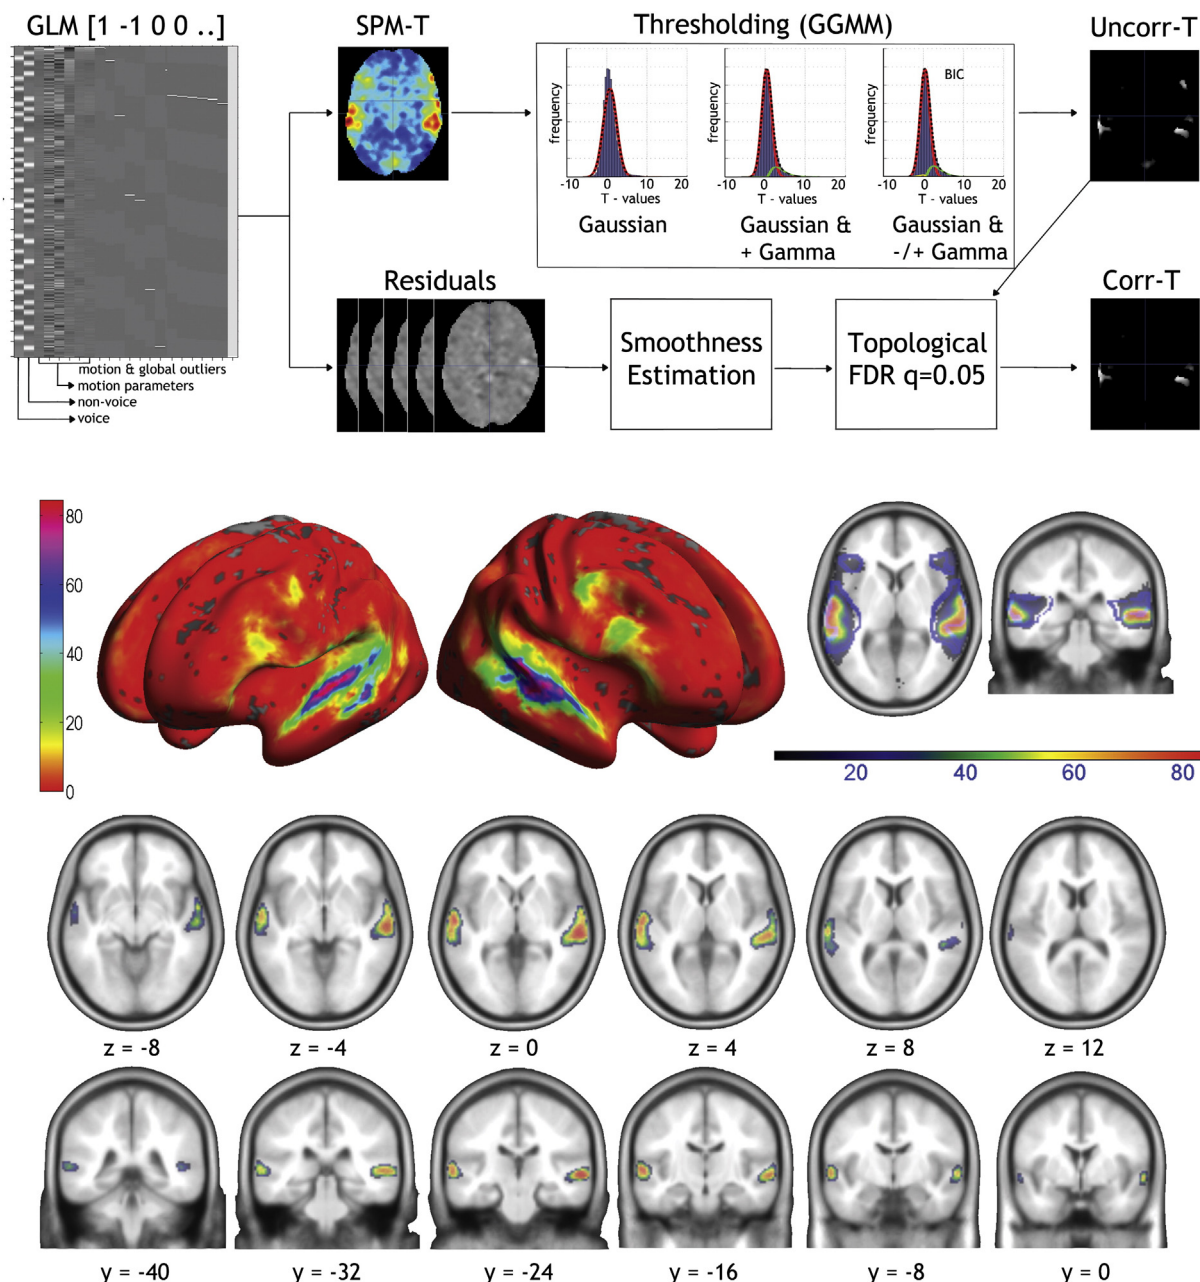 GLM [1 -1 0 0 ..]
SPM-T
Thresholding (GGMM)
Uncorr-T
frequency
-10 0 10 20
T - values
Gaussian
frequency
-10 0 10 20
T - values
Gaussian &
+ Gamma
BIC
frequency
-10 0 10 20
T - values
Gaussian &
-/+ Gamma
Residuals
Smoothness
Estimation
Topological
FDR q=0.05
Corr-T
motion & global outliers
motion parameters
non-voice
voice
80
60
40
20
0
20 40 60 80
z = -8
z = -4
z = 0
z = 4
z = 8
z = 12
y = -40
y = -32
y = -24
y = -16
y = -8
y = 0